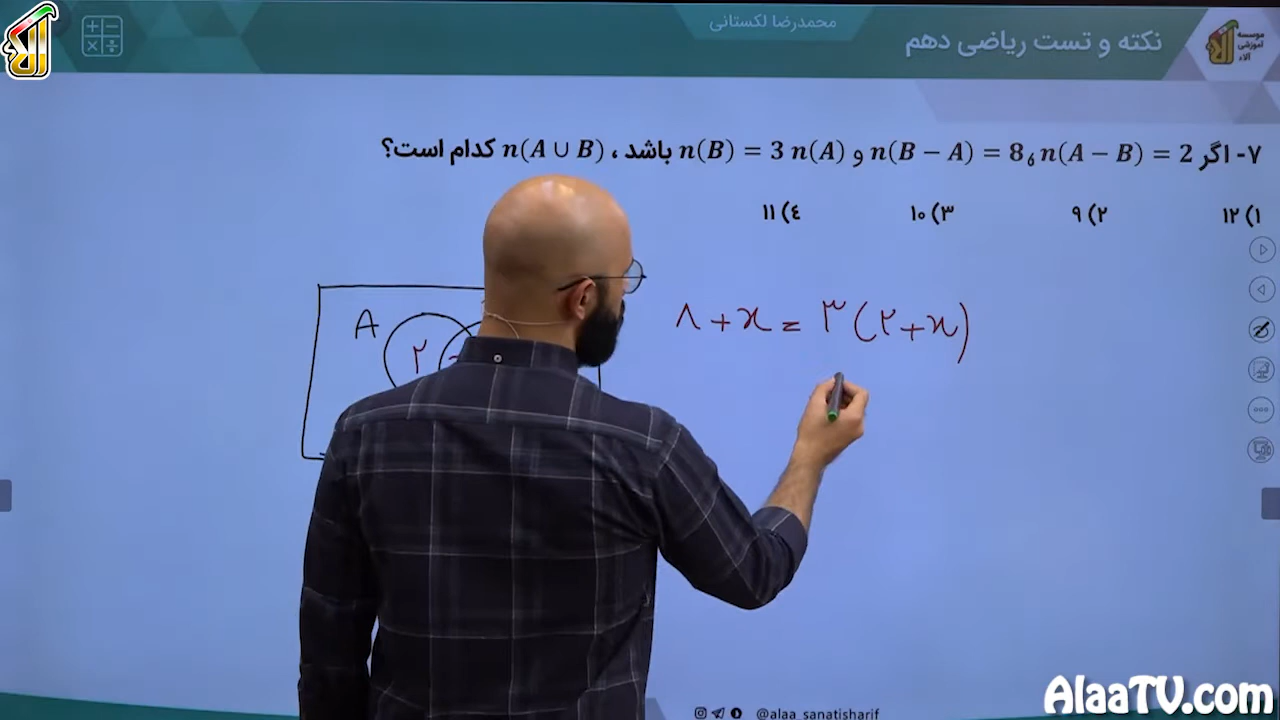 محمدرضا لکستانی
نکته و تست ریاضی دهم
موسسه
آموزشی
آلاء
۷- اگر n(A − B) = 2 ، n(B − A) = 8 و n(B) = 3 n(A) باشد ، n(A ∪ B) کدام است؟
۱) ۱۲
۲) ۹
۳) ۱۰
۴) ۱۱
۸ + x = ۳(۲ + x)
A
۲
@alaa_sanatisharif
AlaaTV.com